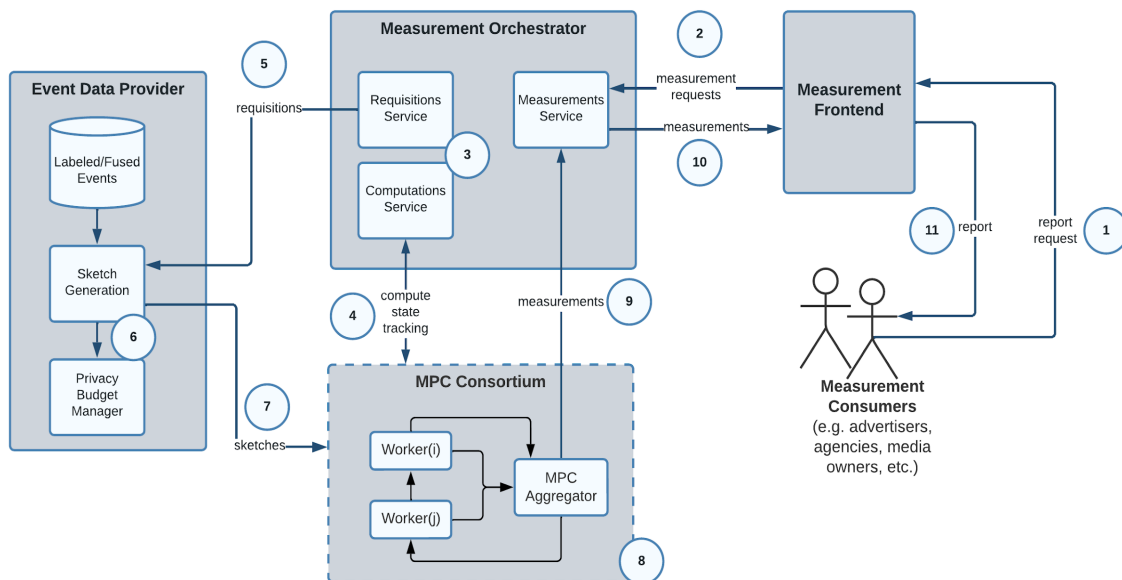 Measurement Orchestrator
2
5
measurement
requests
Measurement
Frontend
Event Data Provider
requisitions
Requisitions
Service
Measurements
Service
measurements
3
10
Labeled/Fused
Events
Computations
Service
11
report
report
request
1
Sketch
Generation
4
compute
state
tracking
measurements
9
6
Privacy
Budget
Manager
MPC Consortium
Measurement
Consumers
(e.g. advertisers,
agencies, media
owners, etc.)
7
sketches
Worker(i)
MPC
Aggregator
Worker(j)
8